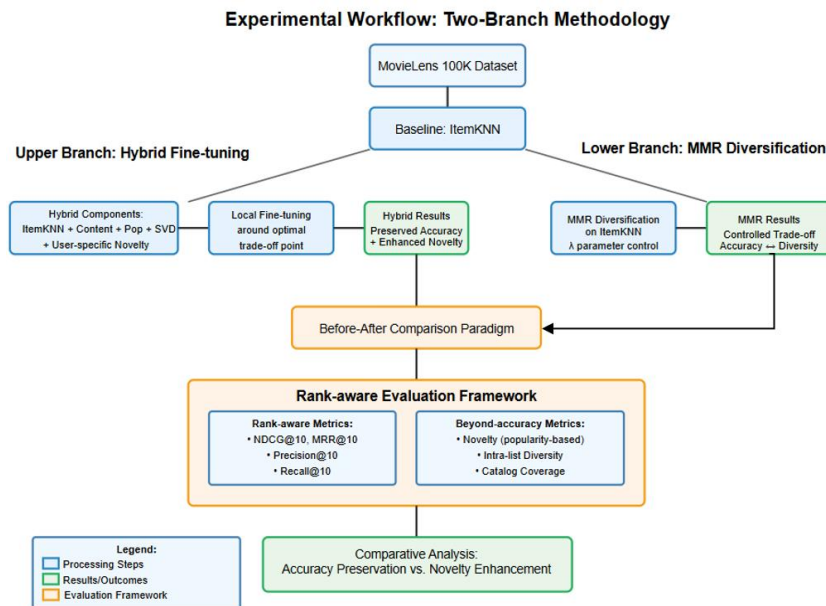 Experimental Workflow: Two-Branch Methodology
MovieLens 100K Dataset
Baseline: ItemKNN
Upper Branch: Hybrid Fine-tuning
Lower Branch: MMR Diversification
Hybrid Components:
ItemKNN + Content + Pop + SVD
+ User-specific Novelty
Local Fine-tuning
around optimal
trade-off point
Hybrid Results
Preserved Accuracy
+ Enhanced Novelty
MMR Diversification
on ItemKNN
λ parameter control
MMR Results
Controlled Trade-off
Accuracy ↔ Diversity
Before-After Comparison Paradigm
Rank-aware Evaluation Framework
Rank-aware Metrics:
• NDCG@10, MRR@10
• Precision@10
• Recall@10
Beyond-accuracy Metrics:
• Novelty (popularity-based)
• Intra-list Diversity
• Catalog Coverage
Comparative Analysis:
Accuracy Preservation vs. Novelty Enhancement
Legend:
Processing Steps
Results/Outcomes
Evaluation Framework